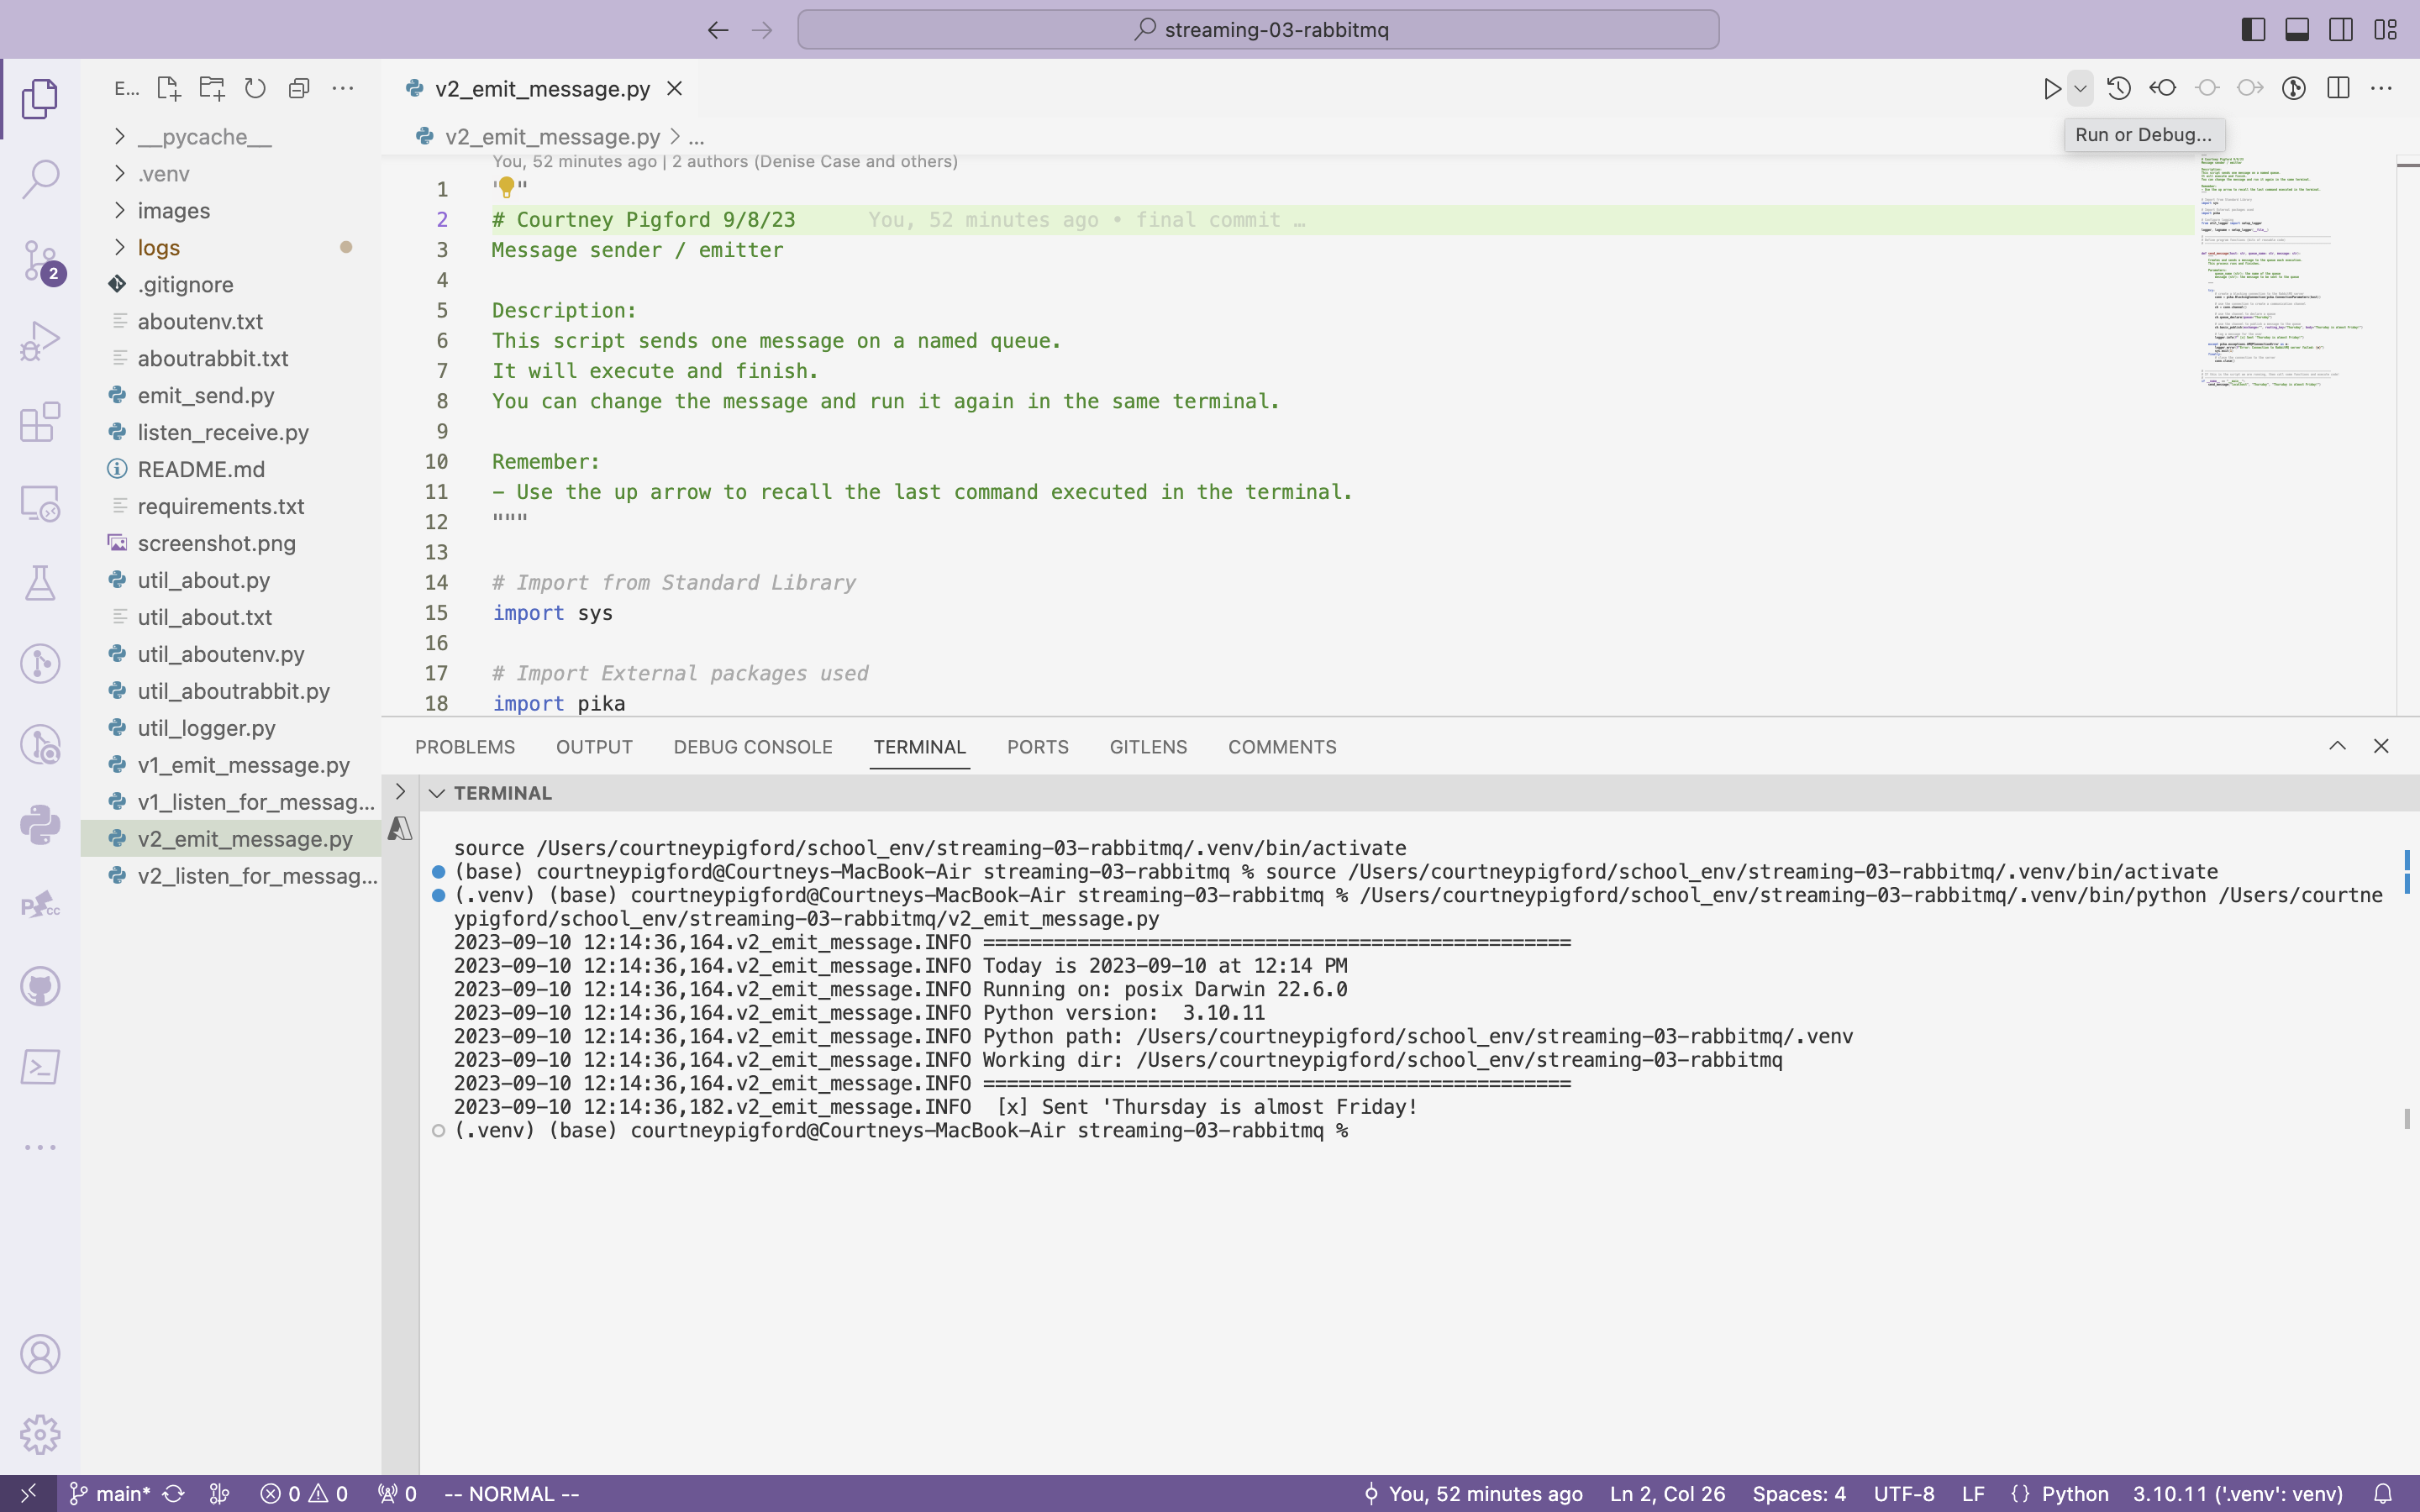 streaming-03-rabbitmq
E...
v2_emit_message.py
Run or Debug...
__pycache__
.venv
images
logs
.gitignore
aboutenv.txt
aboutrabbit.txt
emit_send.py
listen_receive.py
README.md
requirements.txt
screenshot.png
util_about.py
util_about.txt
util_aboutenv.py
util_aboutrabbit.py
util_logger.py
v1_emit_message.py
v1_listen_for_messag...
v2_emit_message.py
v2_listen_for_messag...
2
v2_emit_message.py > ...
You, 52 minutes ago | 2 authors (Denise Case and others)
1 " "
2 # Courtney Pigford 9/8/23 You, 52 minutes ago • final commit …
3 Message sender / emitter
4
5 Description:
6 This script sends one message on a named queue.
7 It will execute and finish.
8 You can change the message and run it again in the same terminal.
9
10 Remember:
11 - Use the up arrow to recall the last command executed in the terminal.
12 """
13
14 # Import from Standard Library
15 import sys
16
17 # Import External packages used
18 import pika
PROBLEMS OUTPUT DEBUG CONSOLE TERMINAL PORTS GITLENS COMMENTS
TERMINAL
source /Users/courtneypigford/school_env/streaming-03-rabbitmq/.venv/bin/activate
(base) courtneypigford@Courtneys-MacBook-Air streaming-03-rabbitmq % source /Users/courtneypigford/school_env/streaming-03-rabbitmq/.venv/bin/activate
(.venv) (base) courtneypigford@Courtneys-MacBook-Air streaming-03-rabbitmq % /Users/courtneypigford/school_env/streaming-03-rabbitmq/.venv/bin/python /Users/courtne
ypigford/school_env/streaming-03-rabbitmq/v2_emit_message.py
2023-09-10 12:14:36,164.v2_emit_message.INFO ==================================================
2023-09-10 12:14:36,164.v2_emit_message.INFO Today is 2023-09-10 at 12:14 PM
2023-09-10 12:14:36,164.v2_emit_message.INFO Running on: posix Darwin 22.6.0
2023-09-10 12:14:36,164.v2_emit_message.INFO Python version:  3.10.11
2023-09-10 12:14:36,164.v2_emit_message.INFO Python path: /Users/courtneypigford/school_env/streaming-03-rabbitmq/.venv
2023-09-10 12:14:36,164.v2_emit_message.INFO Working dir: /Users/courtneypigford/school_env/streaming-03-rabbitmq
2023-09-10 12:14:36,164.v2_emit_message.INFO ==================================================
2023-09-10 12:14:36,182.v2_emit_message.INFO  [x] Sent 'Thursday is almost Friday!
(.venv) (base) courtneypigford@Courtneys-MacBook-Air streaming-03-rabbitmq %
main* 0 0 0 -- NORMAL -- You, 52 minutes ago Ln 2, Col 26 Spaces: 4 UTF-8 LF {} Python 3.10.11 ('.venv': venv)